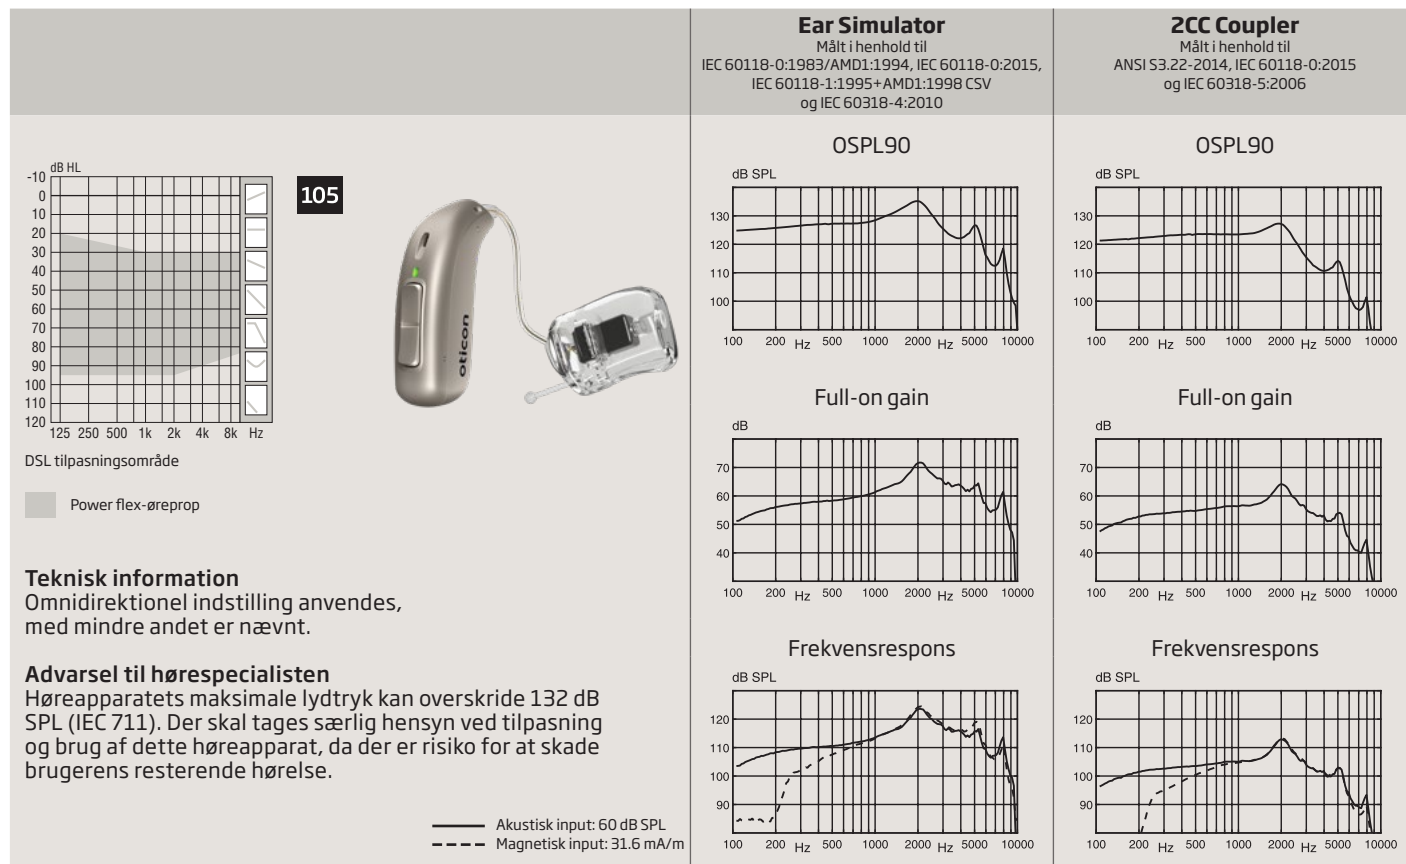 Ear Simulator
Målt i henhold til
IEC 60118-0:1983/AMD1:1994, IEC 60118-0:2015,
IEC 60118-1:1995+AMD1:1998 CSV
og IEC 60318-4:2010
2CC Coupler
Målt i henhold til
ANSI S3.22-2014, IEC 60118-0:2015
og IEC 60318-5:2006
dB HL
-10
0
10
20
30
40
50
60
70
80
90
100
110
120
125 250 500 1k 2k 4k 8k Hz
DSL tilpasningsområde
Power flex-øreprop
105
oticon
Teknisk information
Omnidirektionel indstilling anvendes,
med mindre andet er nævnt.
Advarsel til hørespecialisten
Høreapparatets maksimale lydtryk kan overskride 132 dB
SPL (IEC 711). Der skal tages særlig hensyn ved tilpasning
og brug af dette høreapparat, da der er risiko for at skade
brugerens resterende hørelse.
Akustisk input: 60 dB SPL
Magnetisk input: 31.6 mA/m
OSPL90
dB SPL
130
120
110
100
100 200 Hz 500 1000 2000 Hz 5000 10000
Full-on gain
dB
70
60
50
40
100 200 Hz 500 1000 2000 Hz 5000 10000
Frekvensrespons
dB SPL
120
110
100
90
100 200 Hz 500 1000 2000 Hz 5000 10000
OSPL90
dB SPL
130
120
110
100
100 200 Hz 500 1000 2000 Hz 5000 10000
Full-on gain
dB
70
60
50
40
100 200 Hz 500 1000 2000 Hz 5000 10000
Frekvensrespons
dB SPL
120
110
100
90
100 200 Hz 500 1000 2000 Hz 5000 10000